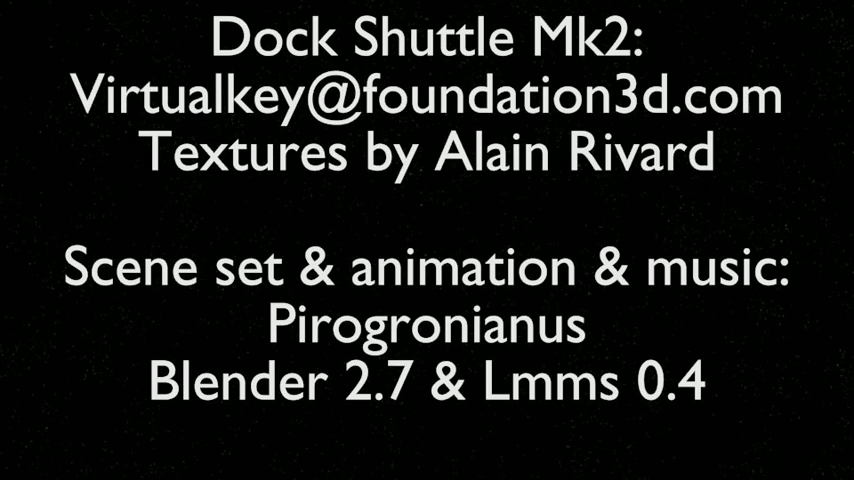 Dock Shuttle Mk2:
Virtualkey@foundation3d.com
Textures by Alain Rivard
Scene set & animation & music:
Pirogronianus
Blender 2.7 & Lmms 0.4